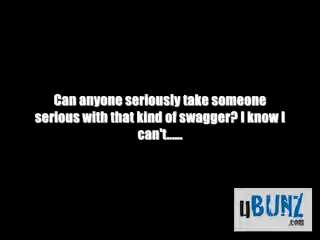 Can anyone seriously take someone
serious with that kind of swagger? I know I
can't......
uBUNZ
.com